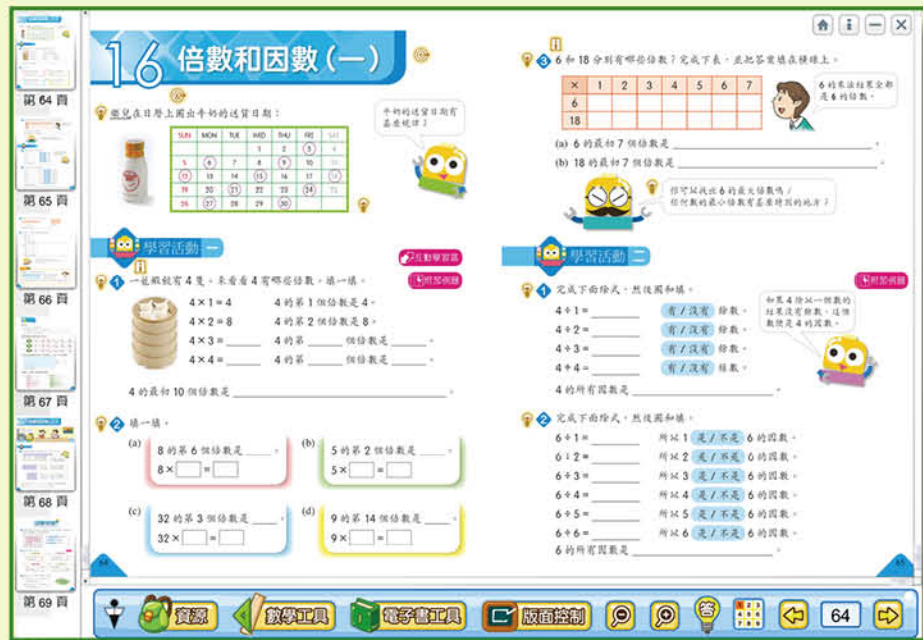 第 64 頁
第 65 頁
第 66 頁
第 67 頁
第 68 頁
第 69 頁
16 倍數和因數(一)
樂兒在日曆上圈出牛奶的送貨日期:
牛奶的送貨日期有
甚麼規律?
SUN MON TUE WED THU FRI SAT
1 2 3 4
5 6 7 8 9 10 11
12 13 14 15 16 17 18
19 20 21 22 23 24 25
26 27 28 29 30
學習活動 一
互動學習區
附加例題
1 一籠蝦餃有 4 隻。來看看 4 有哪些倍數。填一填。
4 × 1 = 4 4 的第 1 個倍數是 4。
4 × 2 = 8 4 的第 2 個倍數是 8。
4 × 3 = ______ 4 的第 ______ 個倍數是 ______。
4 × 4 = ______ 4 的第 ______ 個倍數是 ______。
4 的最初 10 個倍數是 ______。
2 填一填。
(a) 8 的第 6 個倍數是 ____。
8 × □ = □
(b) 5 的第 2 個倍數是 ____。
5 × □ = □
(c) 32 的第 3 個倍數是 ____。
32 × □ = □
(d) 9 的第 14 個倍數是 ____。
9 × □ = □
64
3 6 和 18 分別有哪些倍數?完成下表,並把答案填在橫線上。
× 1 2 3 4 5 6 7
6
18
6 的乘法結果全部
是 6 的倍數。
(a) 6 的最初 7 個倍數是 ______。
(b) 18 的最初 7 個倍數是 ______。
你可以找出 6 的最大倍數嗎?
任何數的最小倍數有甚麼特別的地方?
學習活動 二
附加例題
1 完成下面除式,然後圈和填。
4 ÷ 1 = ______ 有 / 沒有 餘數。
4 ÷ 2 = ______ 有 / 沒有 餘數。
4 ÷ 3 = ______ 有 / 沒有 餘數。
4 ÷ 4 = ______ 有 / 沒有 餘數。
如果 4 除以一個數的
結果沒有餘數,這個
數便是 4 的因數。
4 的所有因數是 ______。
2 完成下面除式,然後圈和填。
6 ÷ 1 = ______ 所以 1 是 / 不是 6 的因數。
6 ÷ 2 = ______ 所以 2 是 / 不是 6 的因數。
6 ÷ 3 = ______ 所以 3 是 / 不是 6 的因數。
6 ÷ 4 = ______ 所以 4 是 / 不是 6 的因數。
6 ÷ 5 = ______ 所以 5 是 / 不是 6 的因數。
6 ÷ 6 = ______ 所以 6 是 / 不是 6 的因數。
6 的所有因數是 ______。
65
資源 數學工具 電子書工具 版面控制 答 64